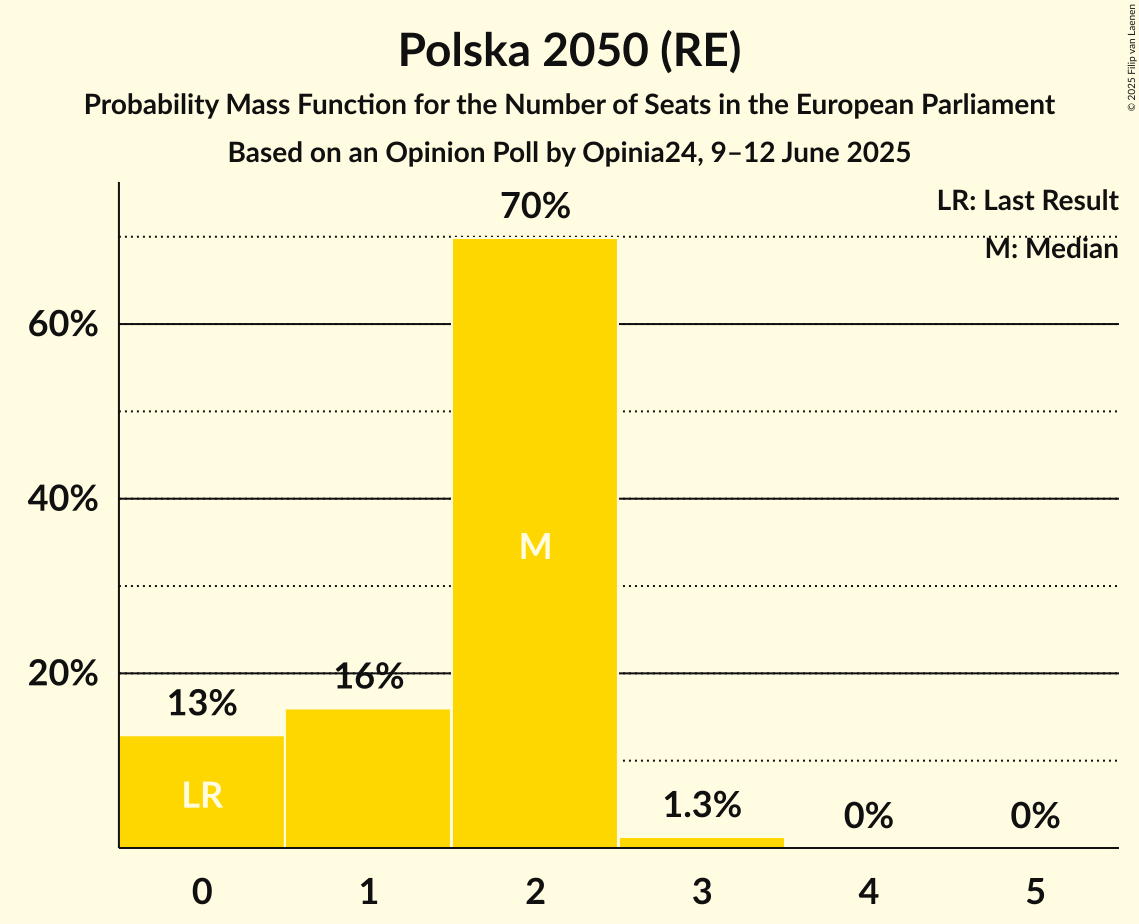 Polska 2050 (RE)
Probability Mass Function for the Number of Seats in the European Parliament
Based on an Opinion Poll by Opinia24, 9–12 June 2025
© 2025 Filip van Laenen
LR: Last Result
M: Median
70%
60%
40%
20%
13%
16%
1.3%
0%
0%
M
LR
0 1 2 3 4 5